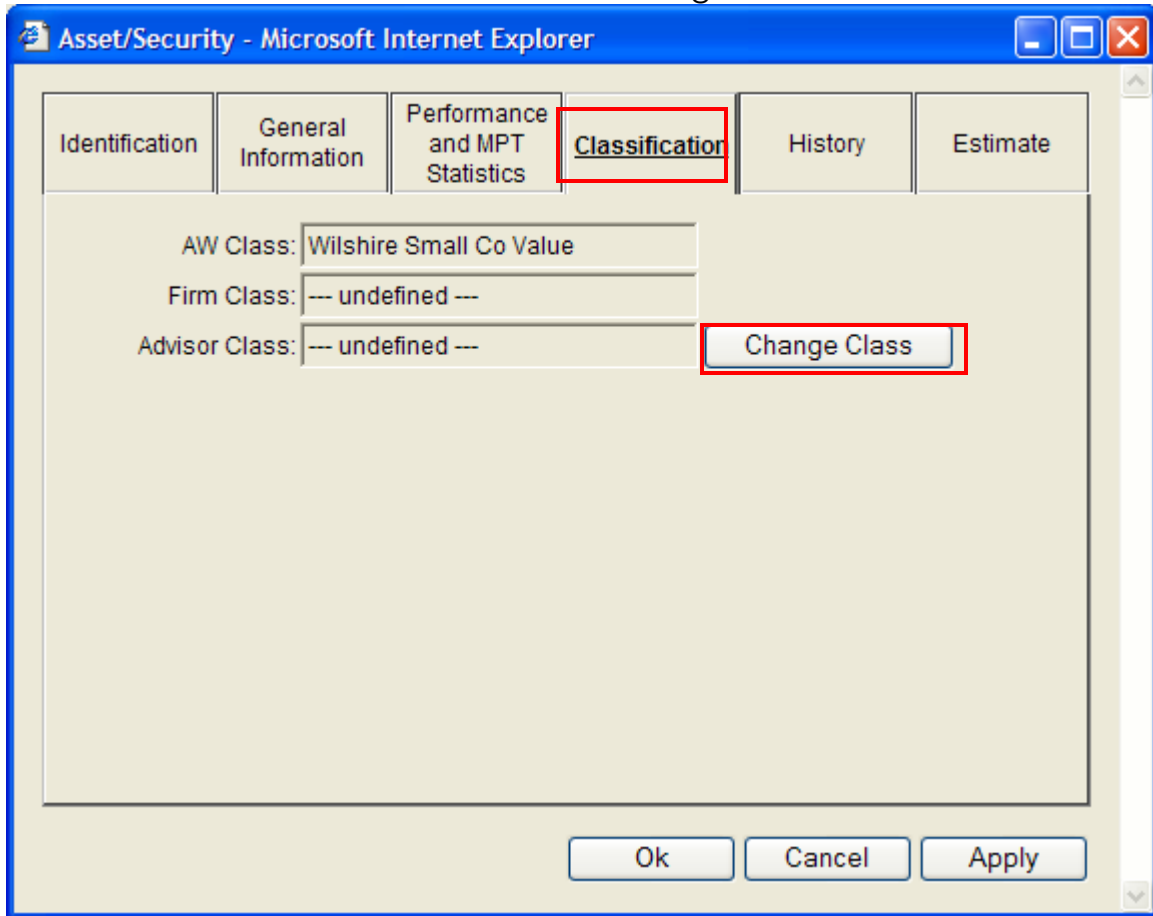 Asset/Security - Microsoft Internet Explorer
Identification
General
Information
Performance
and MPT
Statistics
Classification
History
Estimate
AW Class: Wilshire Small Co Value
Firm Class: --- undefined ---
Advisor Class: --- undefined --- Change Class
Ok Cancel Apply